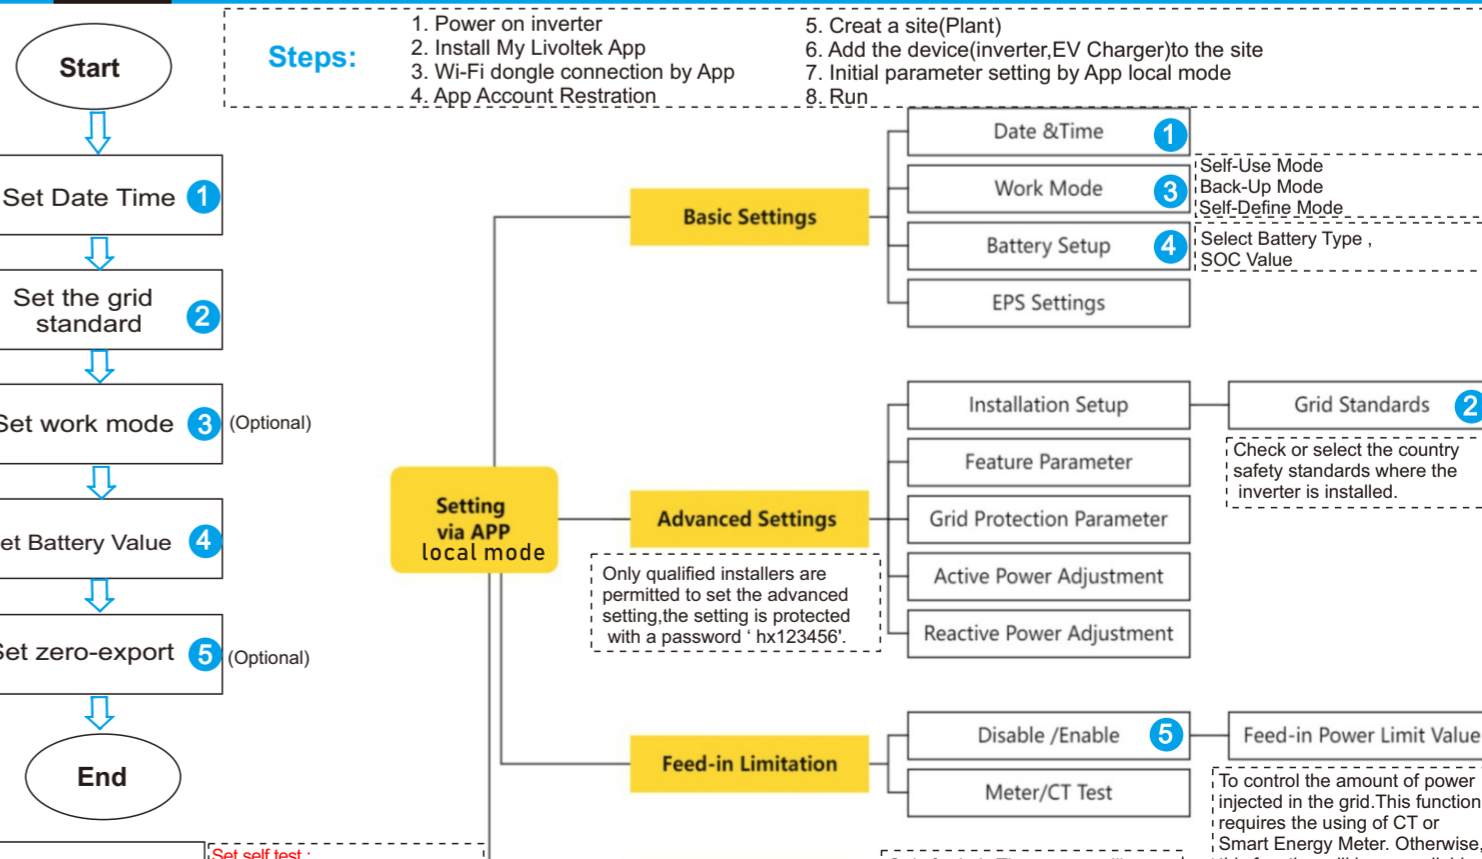 Start
Steps:
1. Power on inverter
2. Install My Livoltek App
3. Wi-Fi dongle connection by App
4. App Account Restration
5. Creat a site(Plant)
6. Add the device(inverter,EV Charger)to the site
7. Initial parameter setting by App local mode
8. Run
Set Date Time 1
Set the grid
standard 2
Set work mode 3 (Optional)
et Battery Value 4
Set zero-export 5 (Optional)
End
Setting
via APP
local mode
Basic Settings
Date &Time 1
Work Mode 3
Self-Use Mode
Back-Up Mode
Self-Define Mode
Battery Setup 4
Select Battery Type ,
SOC Value
EPS Settings
Advanced Settings
Only qualified installers are
permitted to set the advanced
setting,the setting is protected
with a password ‘ hx123456'.
Installation Setup
Grid Standards 2
Check or select the country
safety standards where the
inverter is installed.
Feature Parameter
Grid Protection Parameter
Active Power Adjustment
Reactive Power Adjustment
Feed-in Limitation
Disable /Enable 5
Feed-in Power Limit Value
Meter/CT Test
To control the amount of power
injected in the grid.This function
requires the using of CT or
Smart Energy Meter. Otherwise,
Set self test :